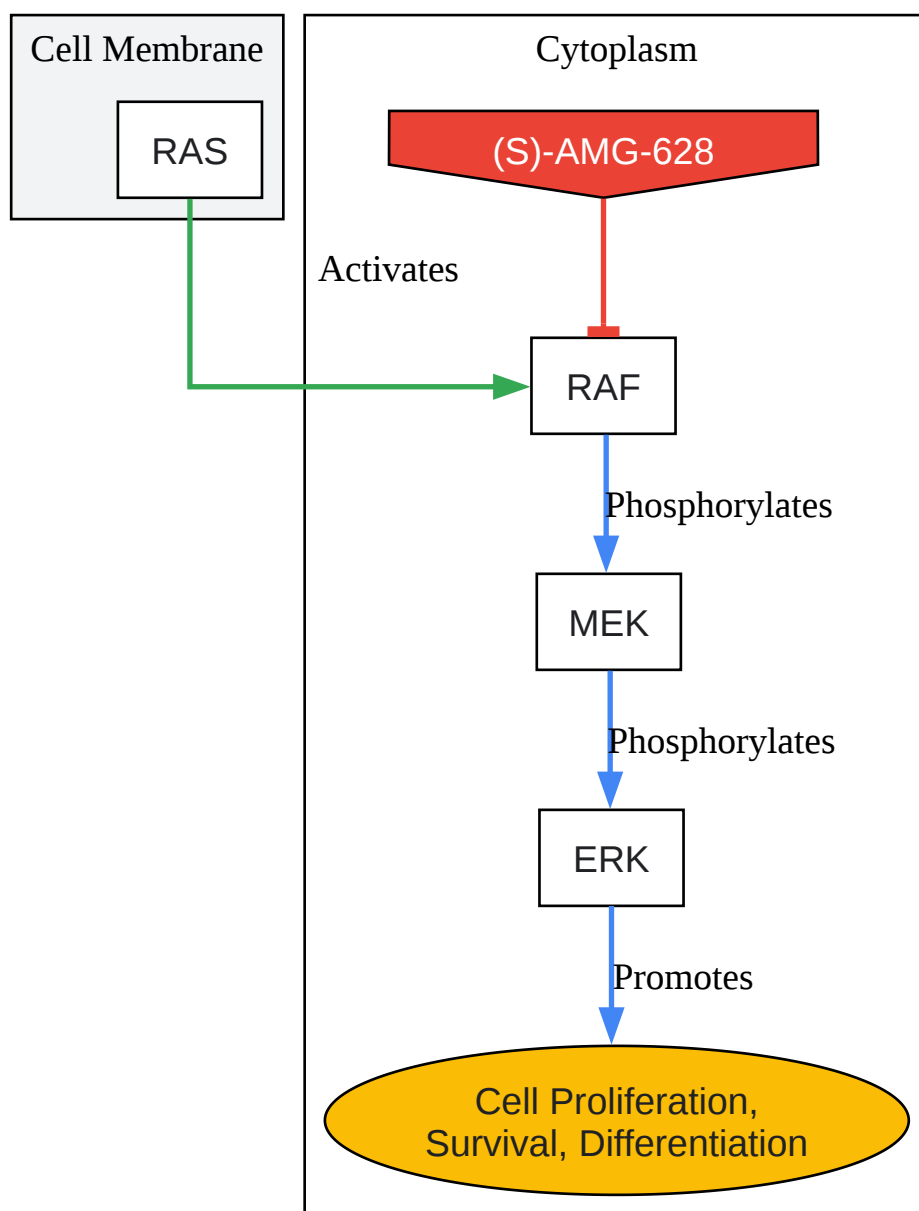 Cell Membrane
RAS
Cytoplasm
(S)-AMG-628
Activates
RAF
Phosphorylates
MEK
Phosphorylates
ERK
Promotes
Cell Proliferation,
Survival, Differentiation